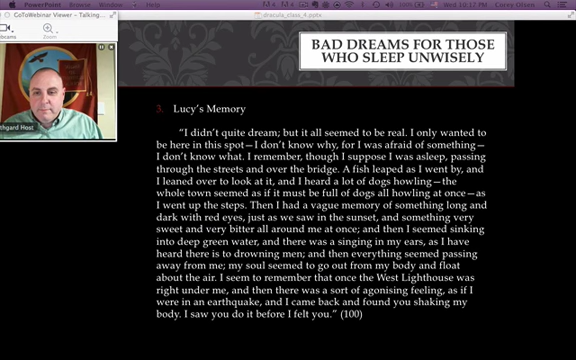 PowerPoint
File
Edit
View
Window
Wed 10:17 PM Corey Olsen
GoToWebinar Viewer - Talking...
dracula_class_4.pptx
Zoom
thgard Host
BAD DREAMS FOR THOSE
WHO SLEEP UNWISELY
3. Lucy's Memory
"I didn't quite dream; but it all seemed to be real. I only wanted to
be here in this spot—I don't know why, for I was afraid of something—
I don't know what. I remember, though I suppose I was asleep, passing
through the streets and over the bridge. A fish leaped as I went by, and
I leaned over to look at it, and I heard a lot of dogs howling—the
whole town seemed as if it must be full of dogs all howling at once—as
I went up the steps. Then I had a vague memory of something long and
dark with red eyes, just as we saw in the sunset, and something very
sweet and very bitter all around me at once; and then I seemed sinking
into deep green water, and there was a singing in my ears, as I have
heard there is to drowning men; and then everything seemed passing
away from me; my soul seemed to go out from my body and float
about the air. I seem to remember that once the West Lighthouse was
right under me, and then there was a sort of agonising feeling, as if I
were in an earthquake, and I came back and found you shaking my
body. I saw you do it before I felt you." (100)